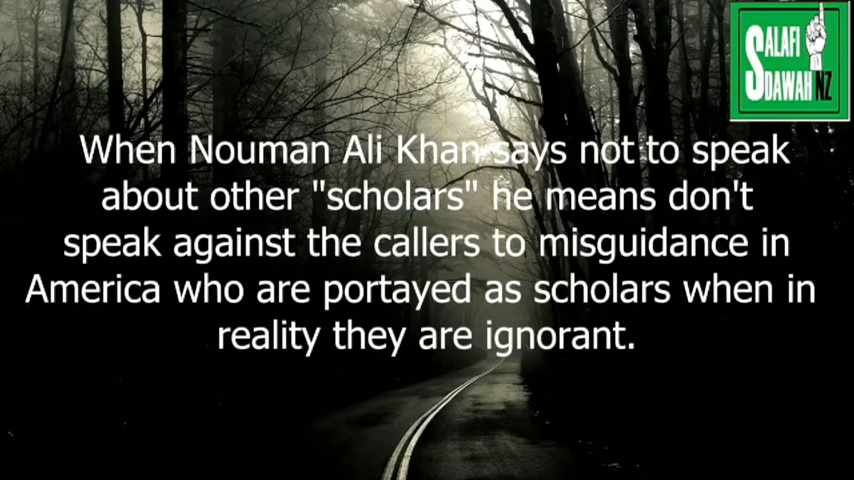 SALAFI
DAWAH NZ
When Nouman Ali Khan says not to speak
about other "scholars" he means don't
speak against the callers to misguidance in
America who are portayed as scholars when in
reality they are ignorant.